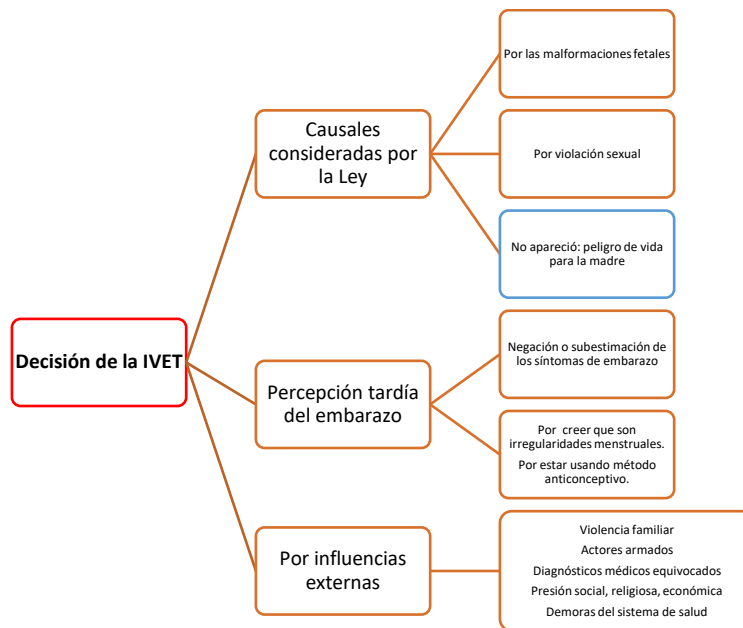 Decisión de la IVET
Causales
consideradas por
la Ley
Por las malformaciones fetales
Por violación sexual
No apareció: peligro de vida
para la madre
Percepción tardía
del embarazo
Negación o subestimación de
los síntomas de embarazo
Por creer que son
irregularidades menstruales.
Por estar usando método
anticonceptivo.
Por influencias
externas
Violencia familiar
Actores armados
Diagnósticos médicos equivocados
Presión social, religiosa, económica
Demoras del sistema de salud